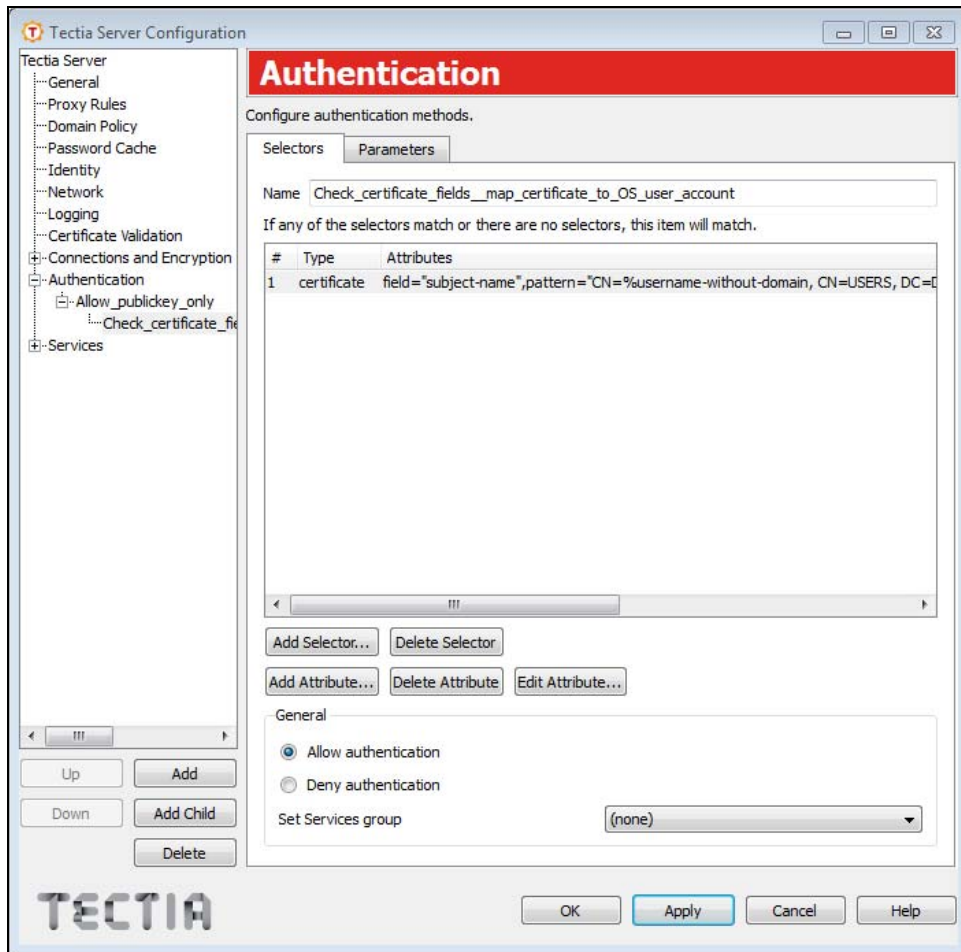 Tectia Server Configuration
Tectia Server
General
Proxy Rules
Domain Policy
Password Cache
Identity
Network
Logging
Certificate Validation
Connections and Encryption
Authentication
Allow_publickey_only
Check_certificate_fie
Services
Up
Add
Down
Add Child
Delete
Authentication
Configure authentication methods.
Selectors Parameters
Name Check_certificate_fields__map_certificate_to_OS_user_account
If any of the selectors match or there are no selectors, this item will match.
# Type Attributes
1 certificate field="subject-name",pattern="CN=%username-without-domain, CN=USERS, DC=D
Add Selector... Delete Selector
Add Attribute... Delete Attribute Edit Attribute...
General
Allow authentication
Deny authentication
Set Services group (none)
TECTIA
OK Apply Cancel Help